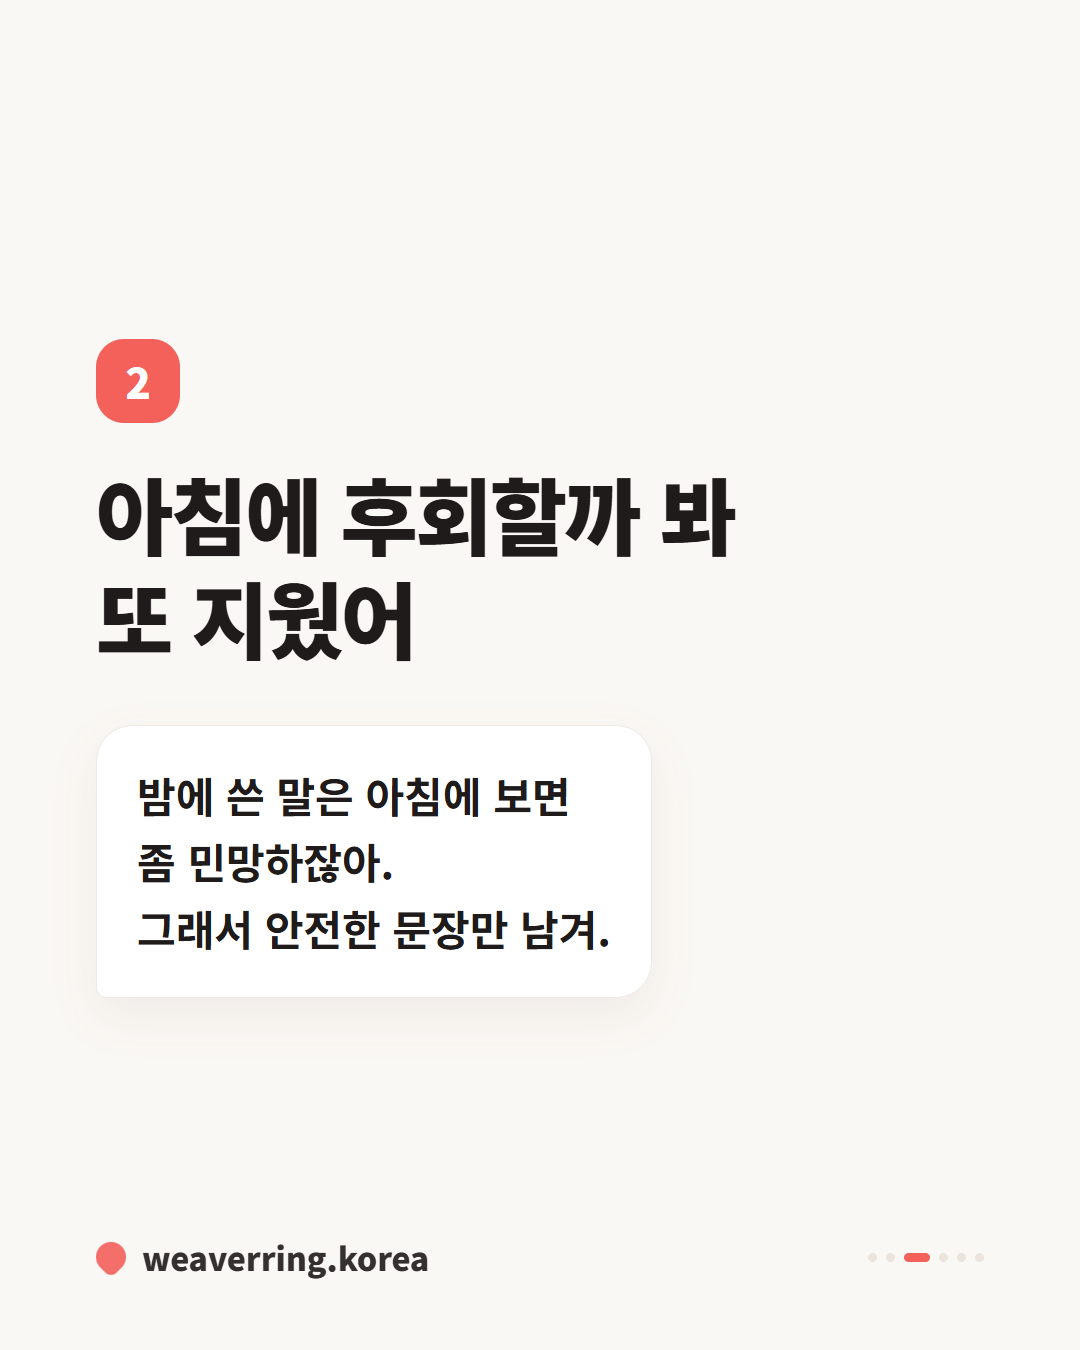 2
아침에 후회할까 봐
또 지웠어
밤에 쓴 말은 아침에 보면
좀 민망하잖아.
그래서 안전한 문장만 남겨.
weaverring.korea